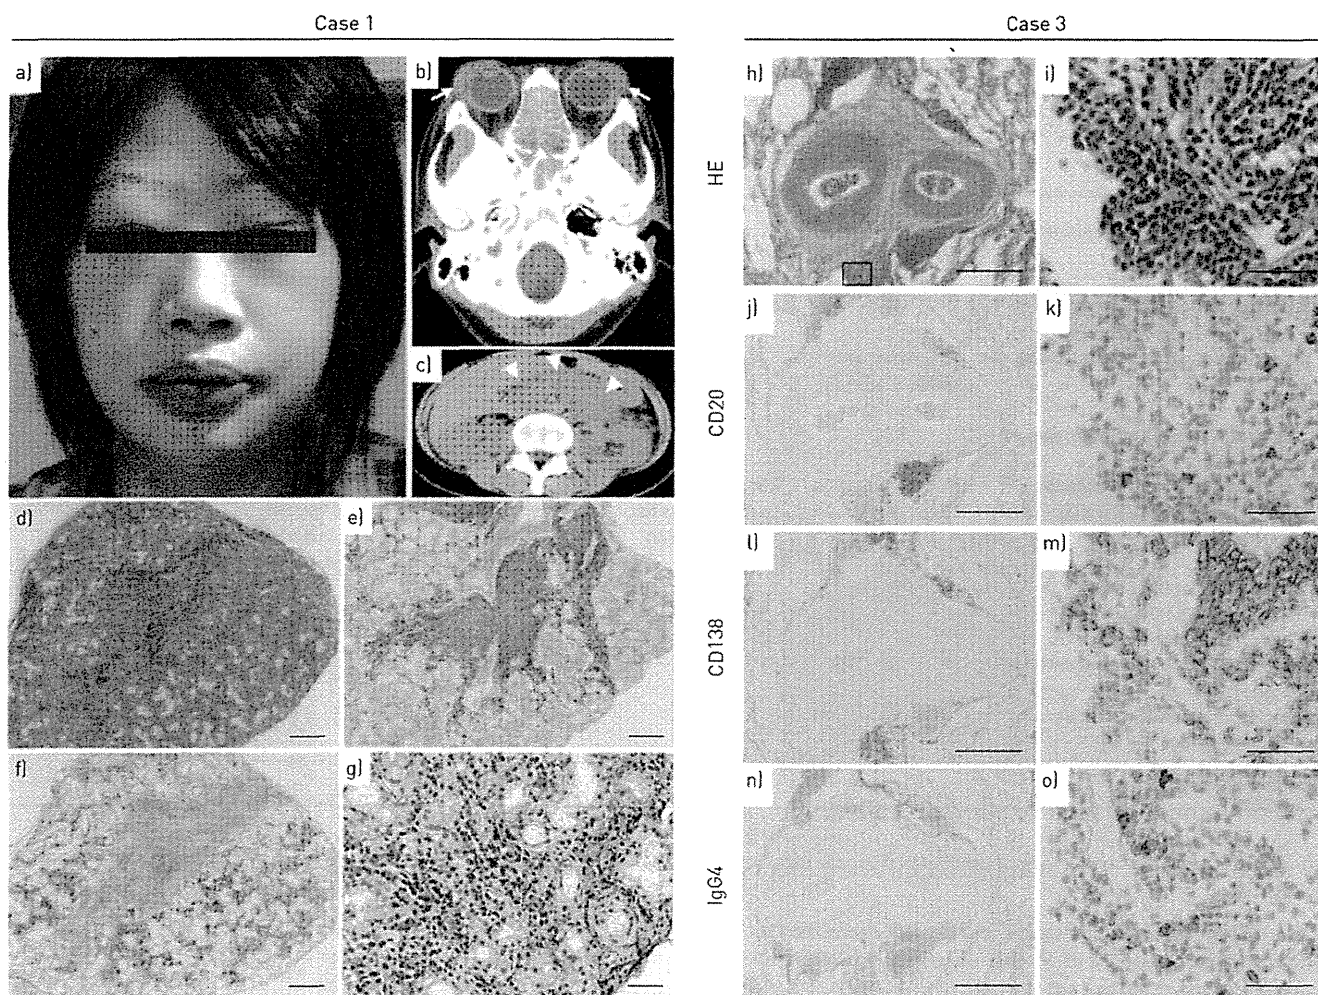 Case 1
Case 3
a)
b)
c)
d)
e)
f)
g)
h)
i)
HE
j)
k)
CD20
l)
m)
CD138
n)
o)
IgG4